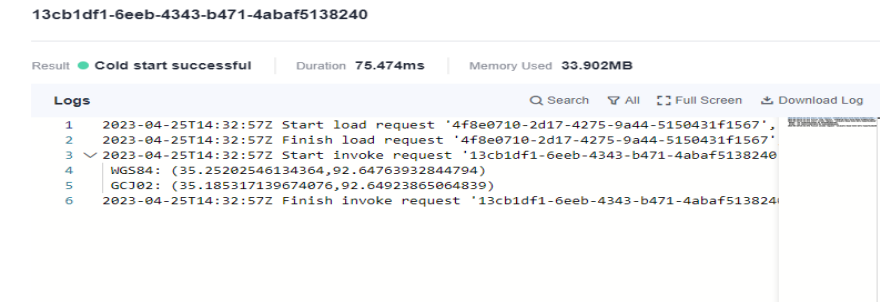 13cb1df1-6eeb-4343-b471-4abaf5138240
Result Cold start successful Duration 75.474ms Memory Used 33.902MB
Logs Search All Full Screen Download Log
1 2023-04-25T14:32:57Z Start load request '4f8e0710-2d17-4275-9a44-5150431f1567',
2 2023-04-25T14:32:57Z Finish load request '4f8e0710-2d17-4275-9a44-5150431f1567'
3 2023-04-25T14:32:57Z Start invoke request '13cb1df1-6eeb-4343-b471-4abaf5138240
4 WGS84: (35.25202546134364,92.64763932844794)
5 GCJ02: (35.185317139674076,92.64923865064839)
6 2023-04-25T14:32:57Z Finish invoke request '13cb1df1-6eeb-4343-b471-4abaf513824